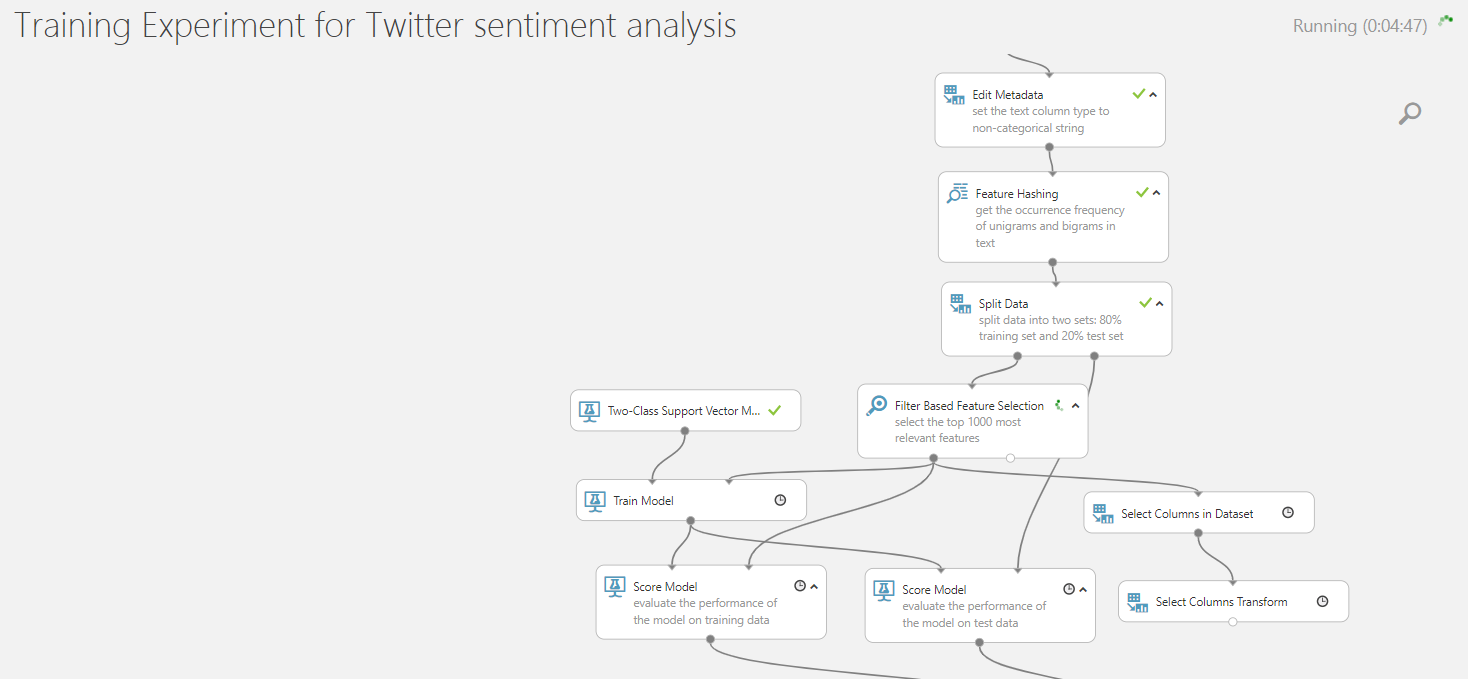 Training Experiment for Twitter sentiment analysis
Running (0:04:47)
Edit Metadata
set the text column type to
non-categorical string
Feature Hashing
get the occurrence frequency
of unigrams and bigrams in
text
Split Data
split data into two sets: 80%
training set and 20% test set
Two-Class Support Vector M...
Filter Based Feature Selection
select the top 1000 most
relevant features
Train Model
Select Columns in Dataset
Score Model
evaluate the performance of
the model on training data
Score Model
evaluate the performance of
the model on test data
Select Columns Transform